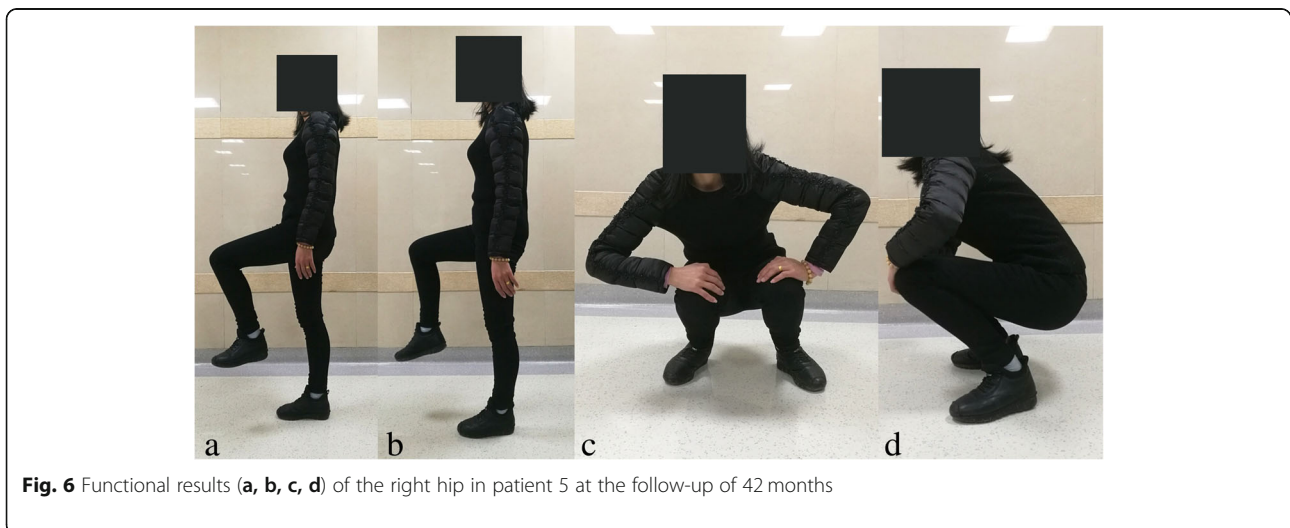 a b c d
Fig. 6 Functional results (a, b, c, d) of the right hip in patient 5 at the follow-up of 42 months